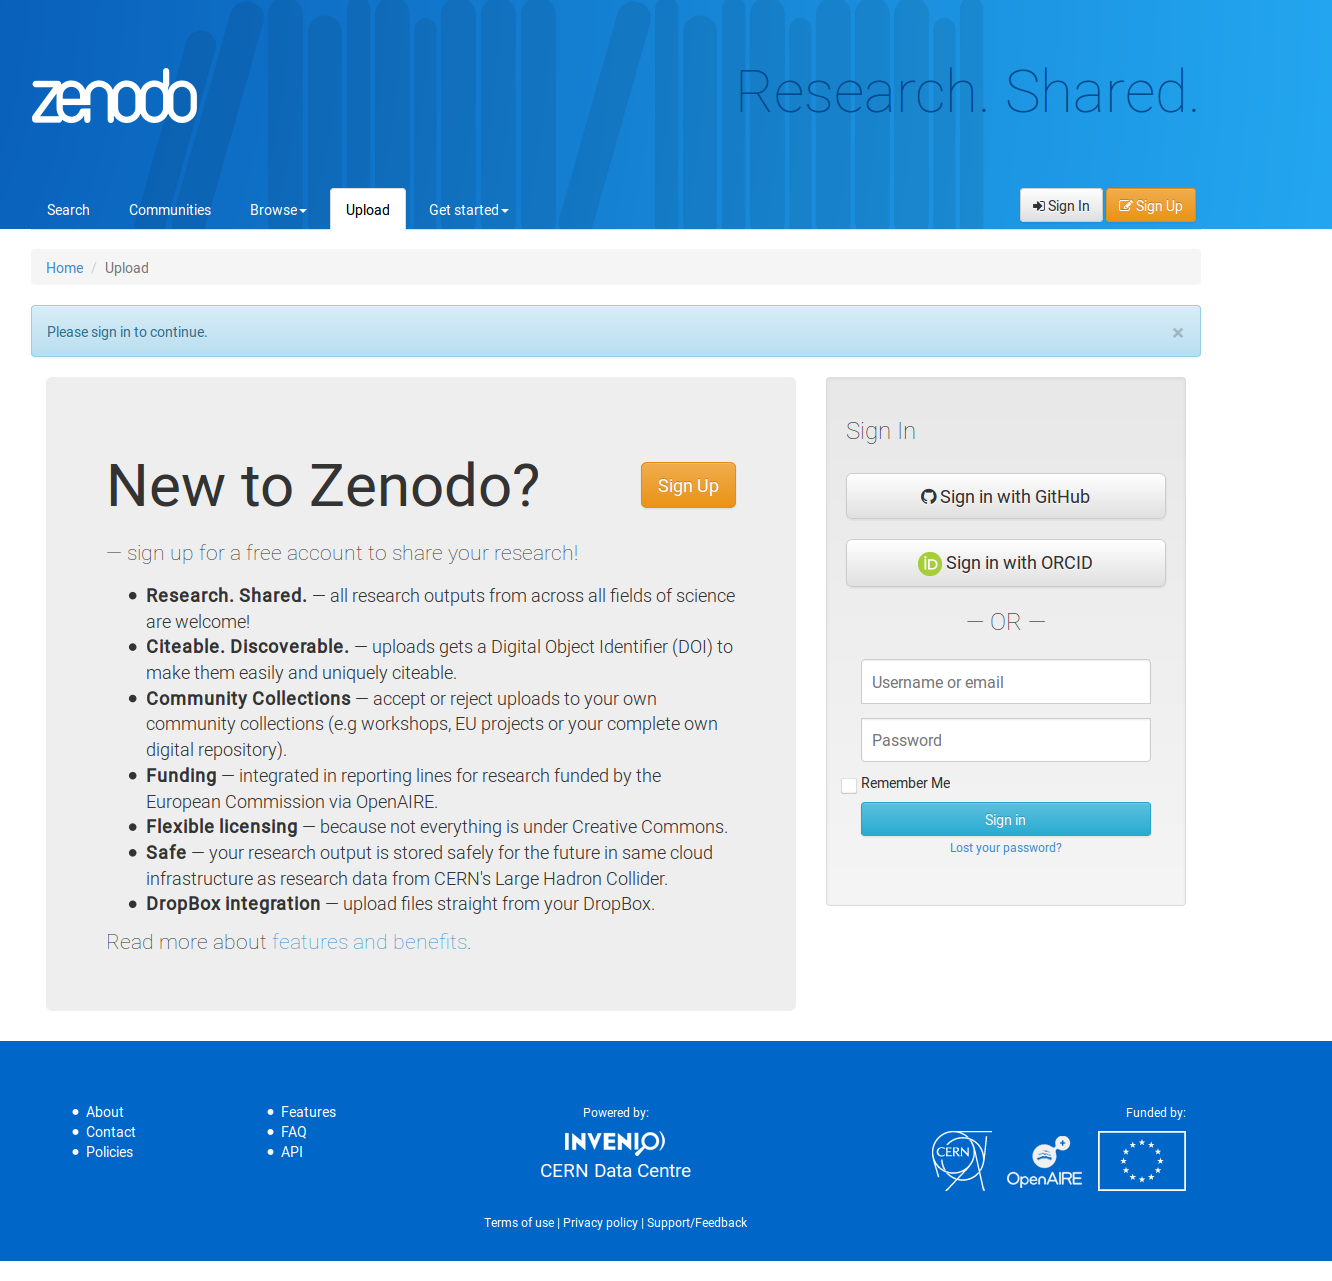 zenodo
Research. Shared.
Search
Communities
Browse
Upload
Get started
Sign In
Sign Up
Home / Upload
Please sign in to continue.
×
New to Zenodo?
Sign Up
— sign up for a free account to share your research!
Research. Shared. — all research outputs from across all fields of science
are welcome!
Citeable. Discoverable. — uploads gets a Digital Object Identifier (DOI) to
make them easily and uniquely citeable.
Community Collections — accept or reject uploads to your own
community collections (e.g workshops, EU projects or your complete own
digital repository).
Funding — integrated in reporting lines for research funded by the
European Commission via OpenAIRE.
Flexible licensing — because not everything is under Creative Commons.
Safe — your research output is stored safely for the future in same cloud
infrastructure as research data from CERN's Large Hadron Collider.
DropBox integration — upload files straight from your DropBox.
Read more about features and benefits.
Sign In
Sign in with GitHub
iD Sign in with ORCID
— OR —
Username or email
Password
Remember Me
Sign in
Lost your password?
About
Contact
Policies
Features
FAQ
API
Powered by:
INVENIO
CERN Data Centre
Funded by:
CERN
OpenAIRE
Terms of use | Privacy policy | Support/Feedback